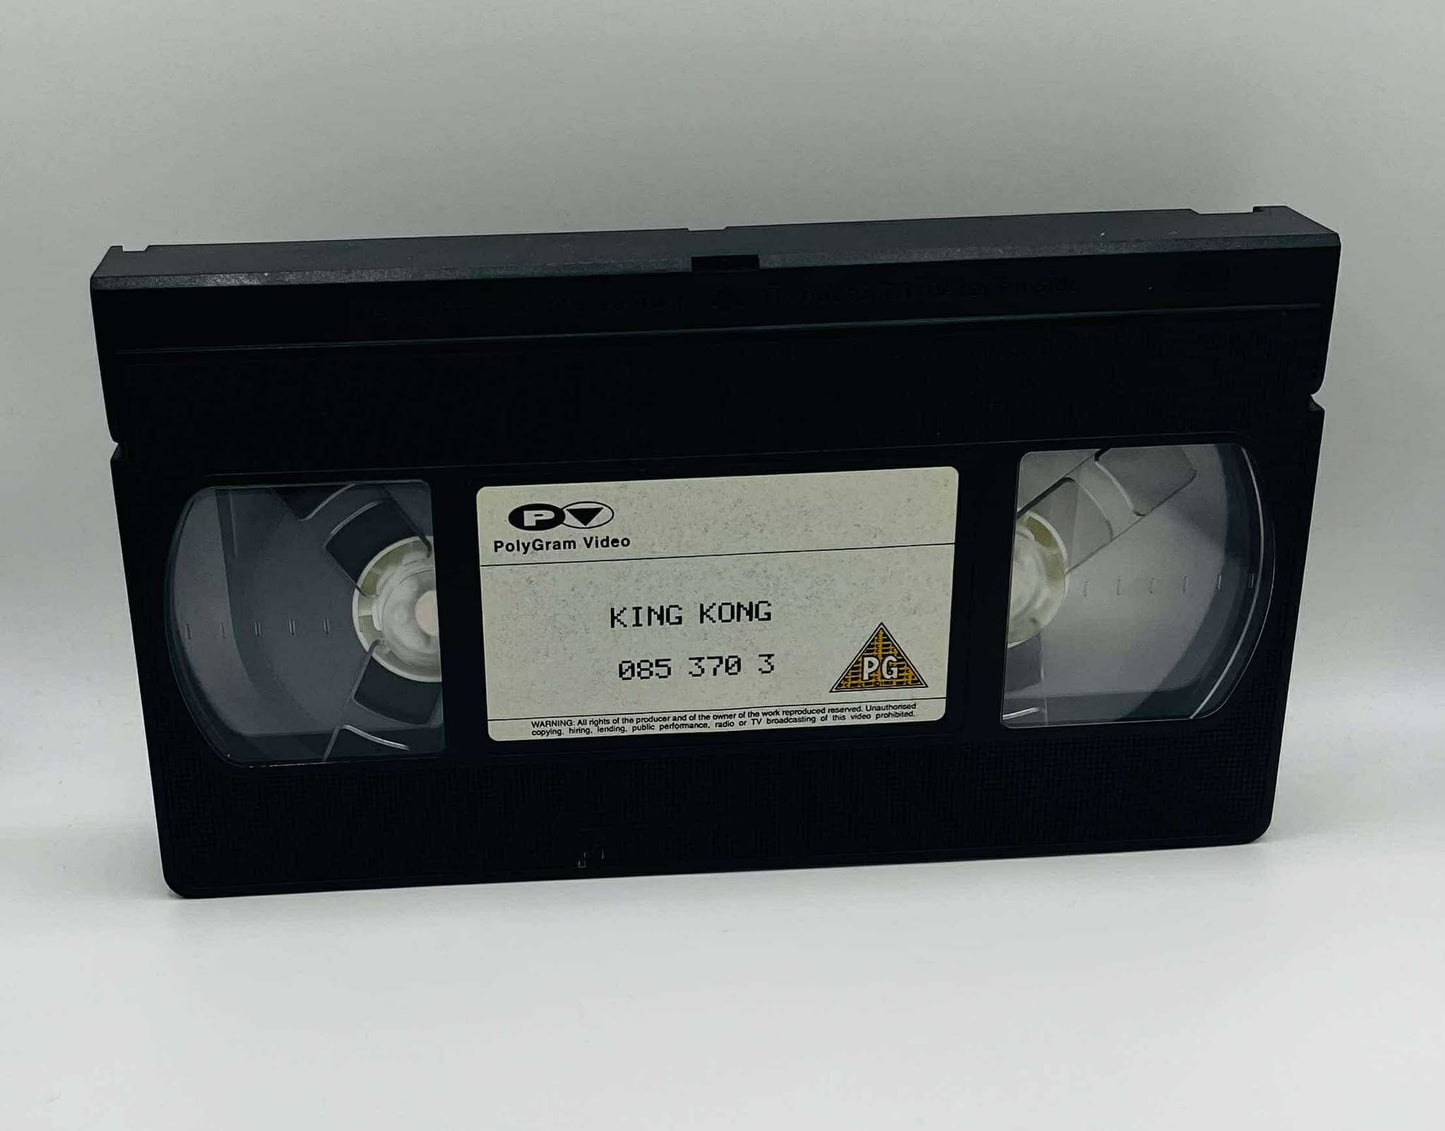 PV
PolyGram Video
KING KONG
085 370 3
PG
WARNING: All rights of the producer and of the owner of the work reproduced reserved. Unauthorised
copying, hiring, lending, public performance, radio or TV broadcasting of this video prohibited.